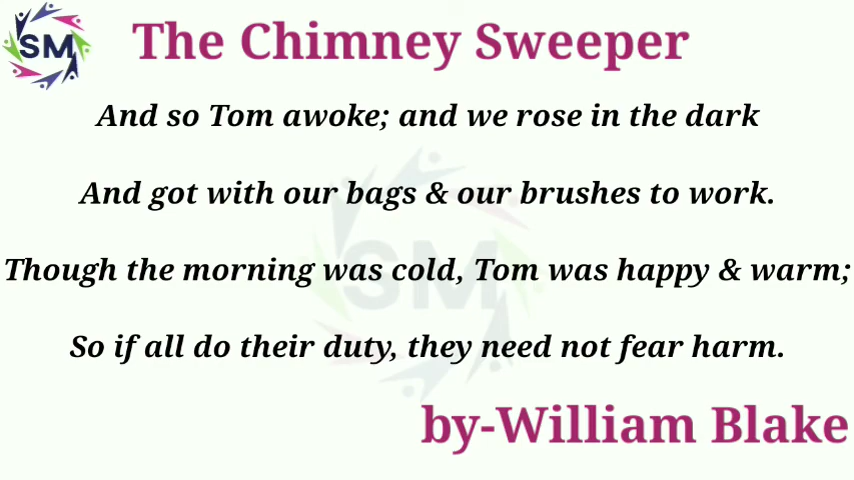 SM
The Chimney Sweeper
And so Tom awoke; and we rose in the dark
And got with our bags & our brushes to work.
Though the morning was cold, Tom was happy & warm;
SM
So if all do their duty, they need not fear harm.
by-William Blake